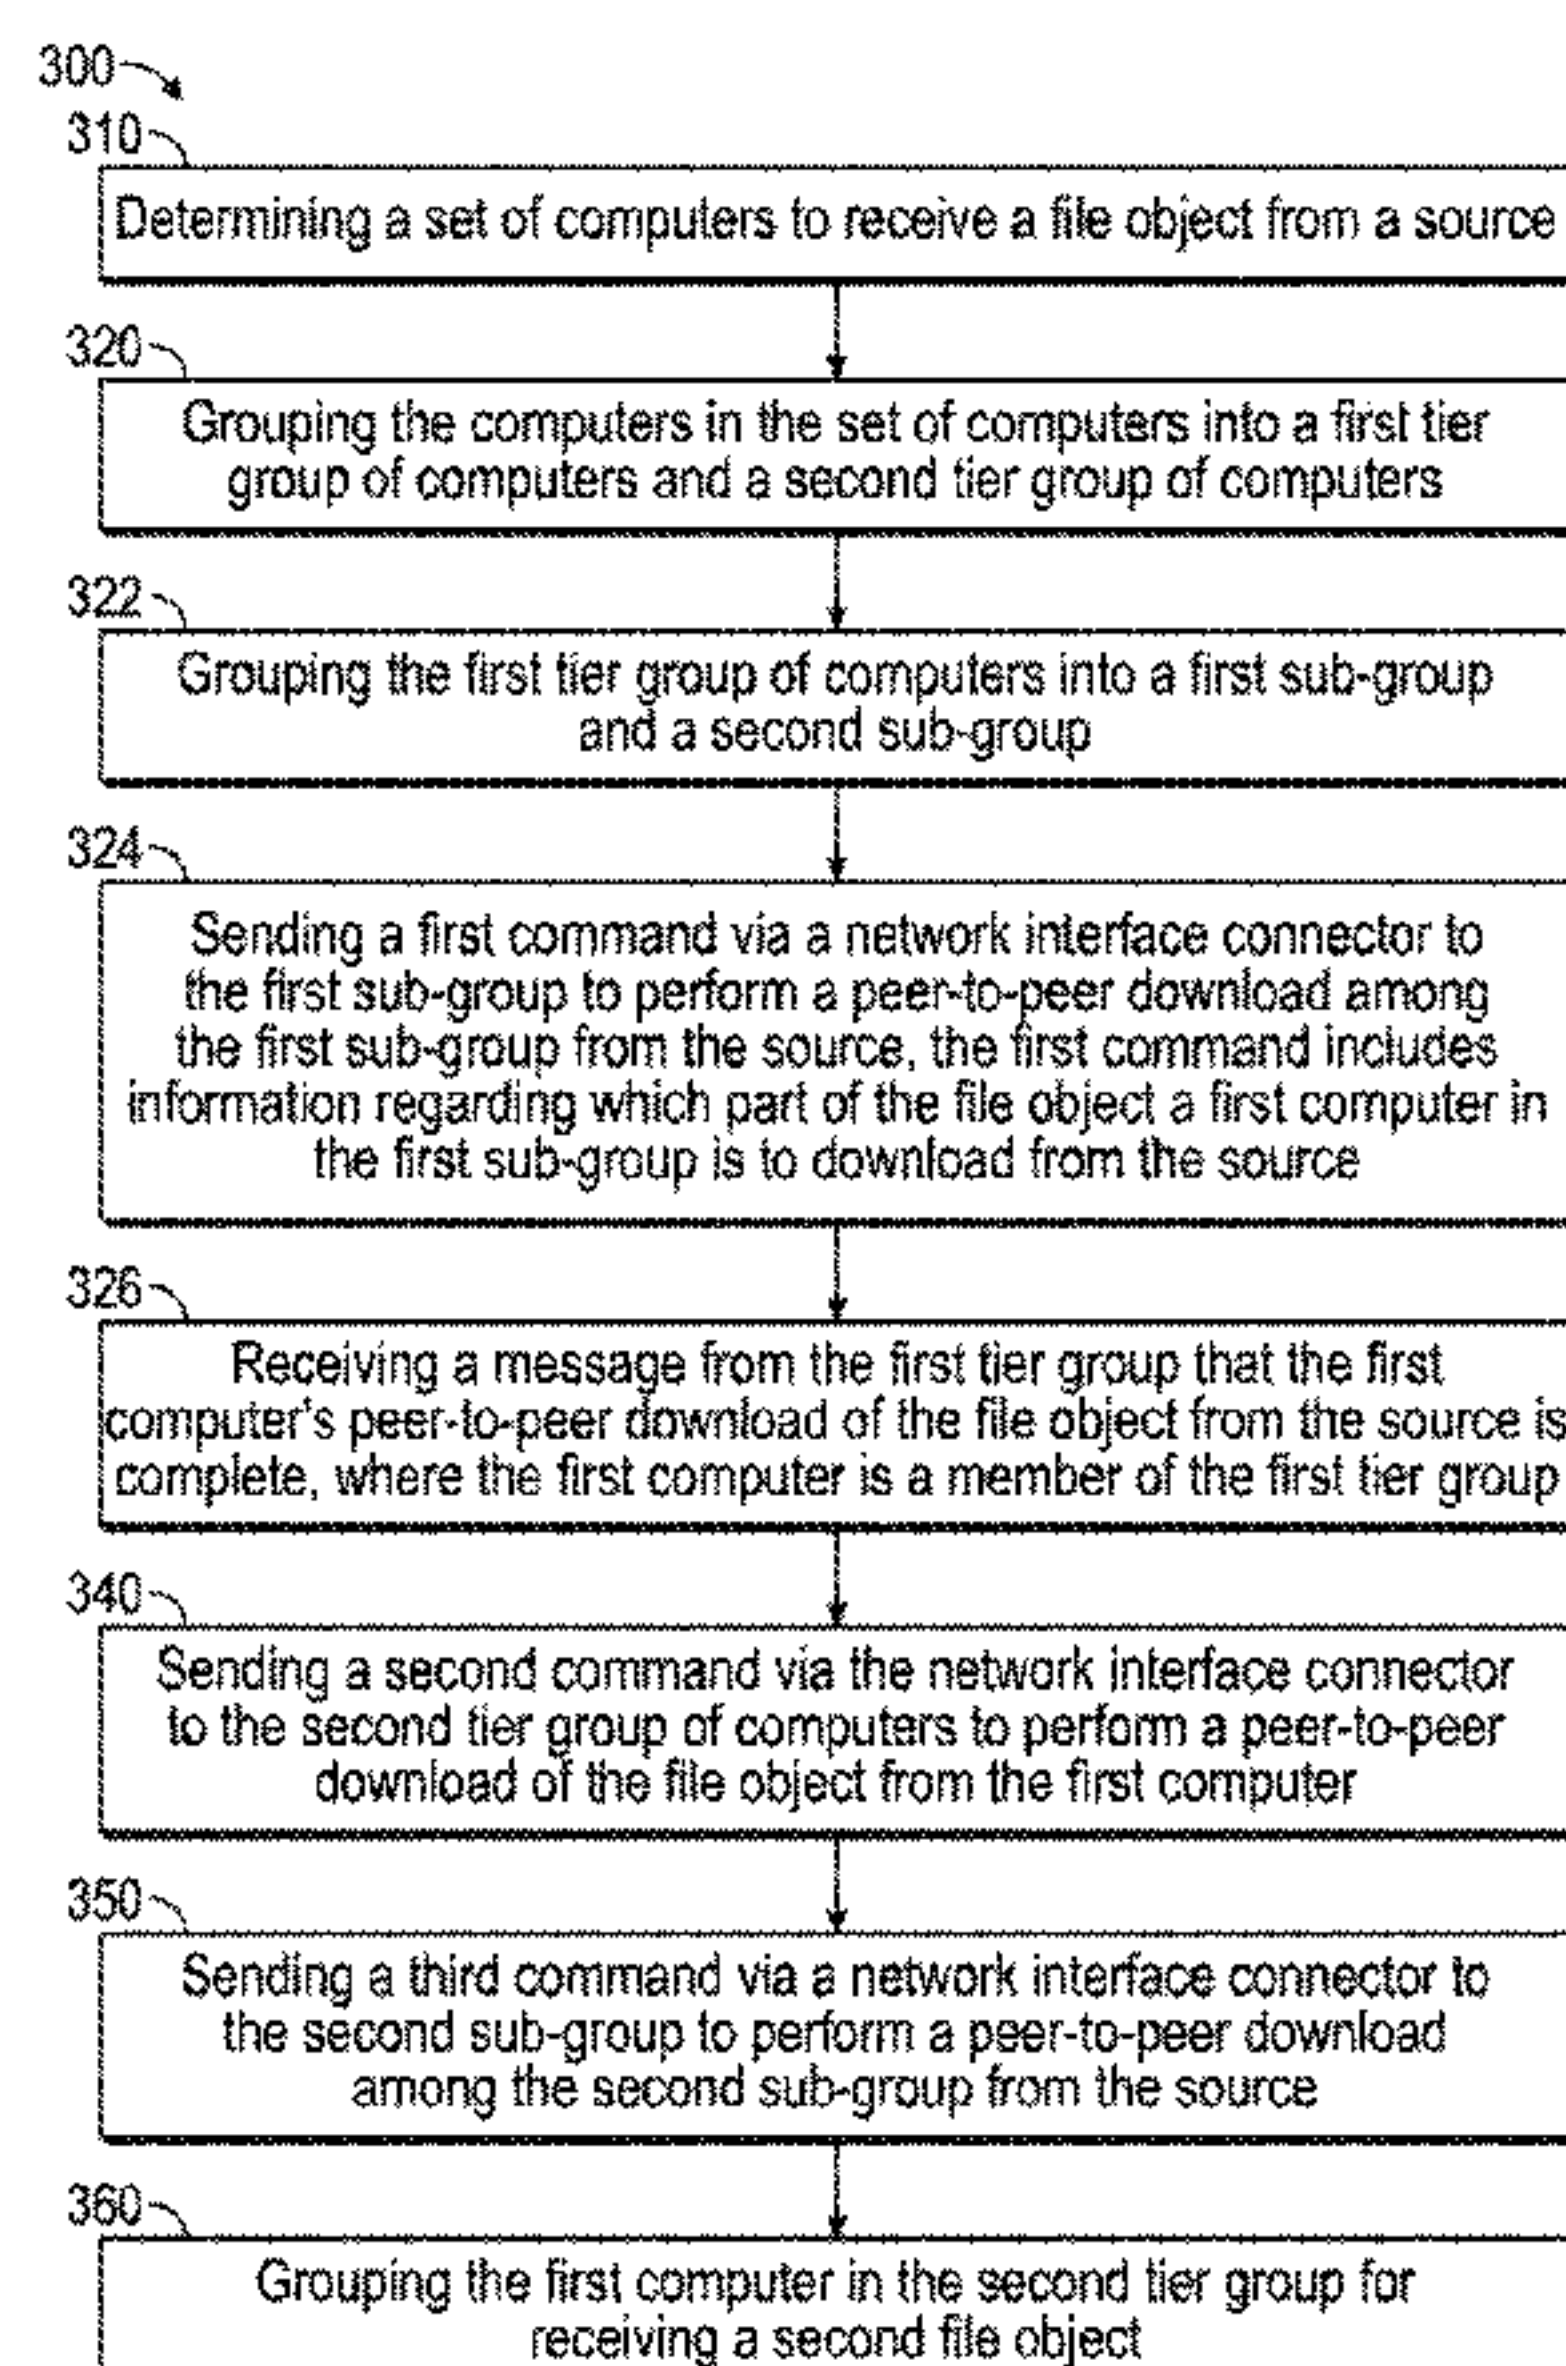 300
310
Determining a set of computers to receive a file object from a source
320
Grouping the computers in the set of computers into a first tier
group of computers and a second tier group of computers
322
Grouping the first tier group of computers into a first sub-group
and a second sub-group
324
Sending a first command via a network interface connector to
the first sub-group to perform a peer-to-peer download among
the first sub-group from the source, the first command includes
information regarding which part of the file object a first computer in
the first sub-group is to download from the source
326
Receiving a message from the first tier group that the first
computer's peer-to-peer download of the file object from the source is
complete, where the first computer is a member of the first tier group
340
Sending a second command via the network interface connector
to the second tier group of computers to perform a peer-to-peer
download of the file object from the first computer
350
Sending a third command via a network interface connector to
the second sub-group to perform a peer-to-peer download
among the second sub-group from the source
360
Grouping the first computer in the second tier group for
receiving a second file object